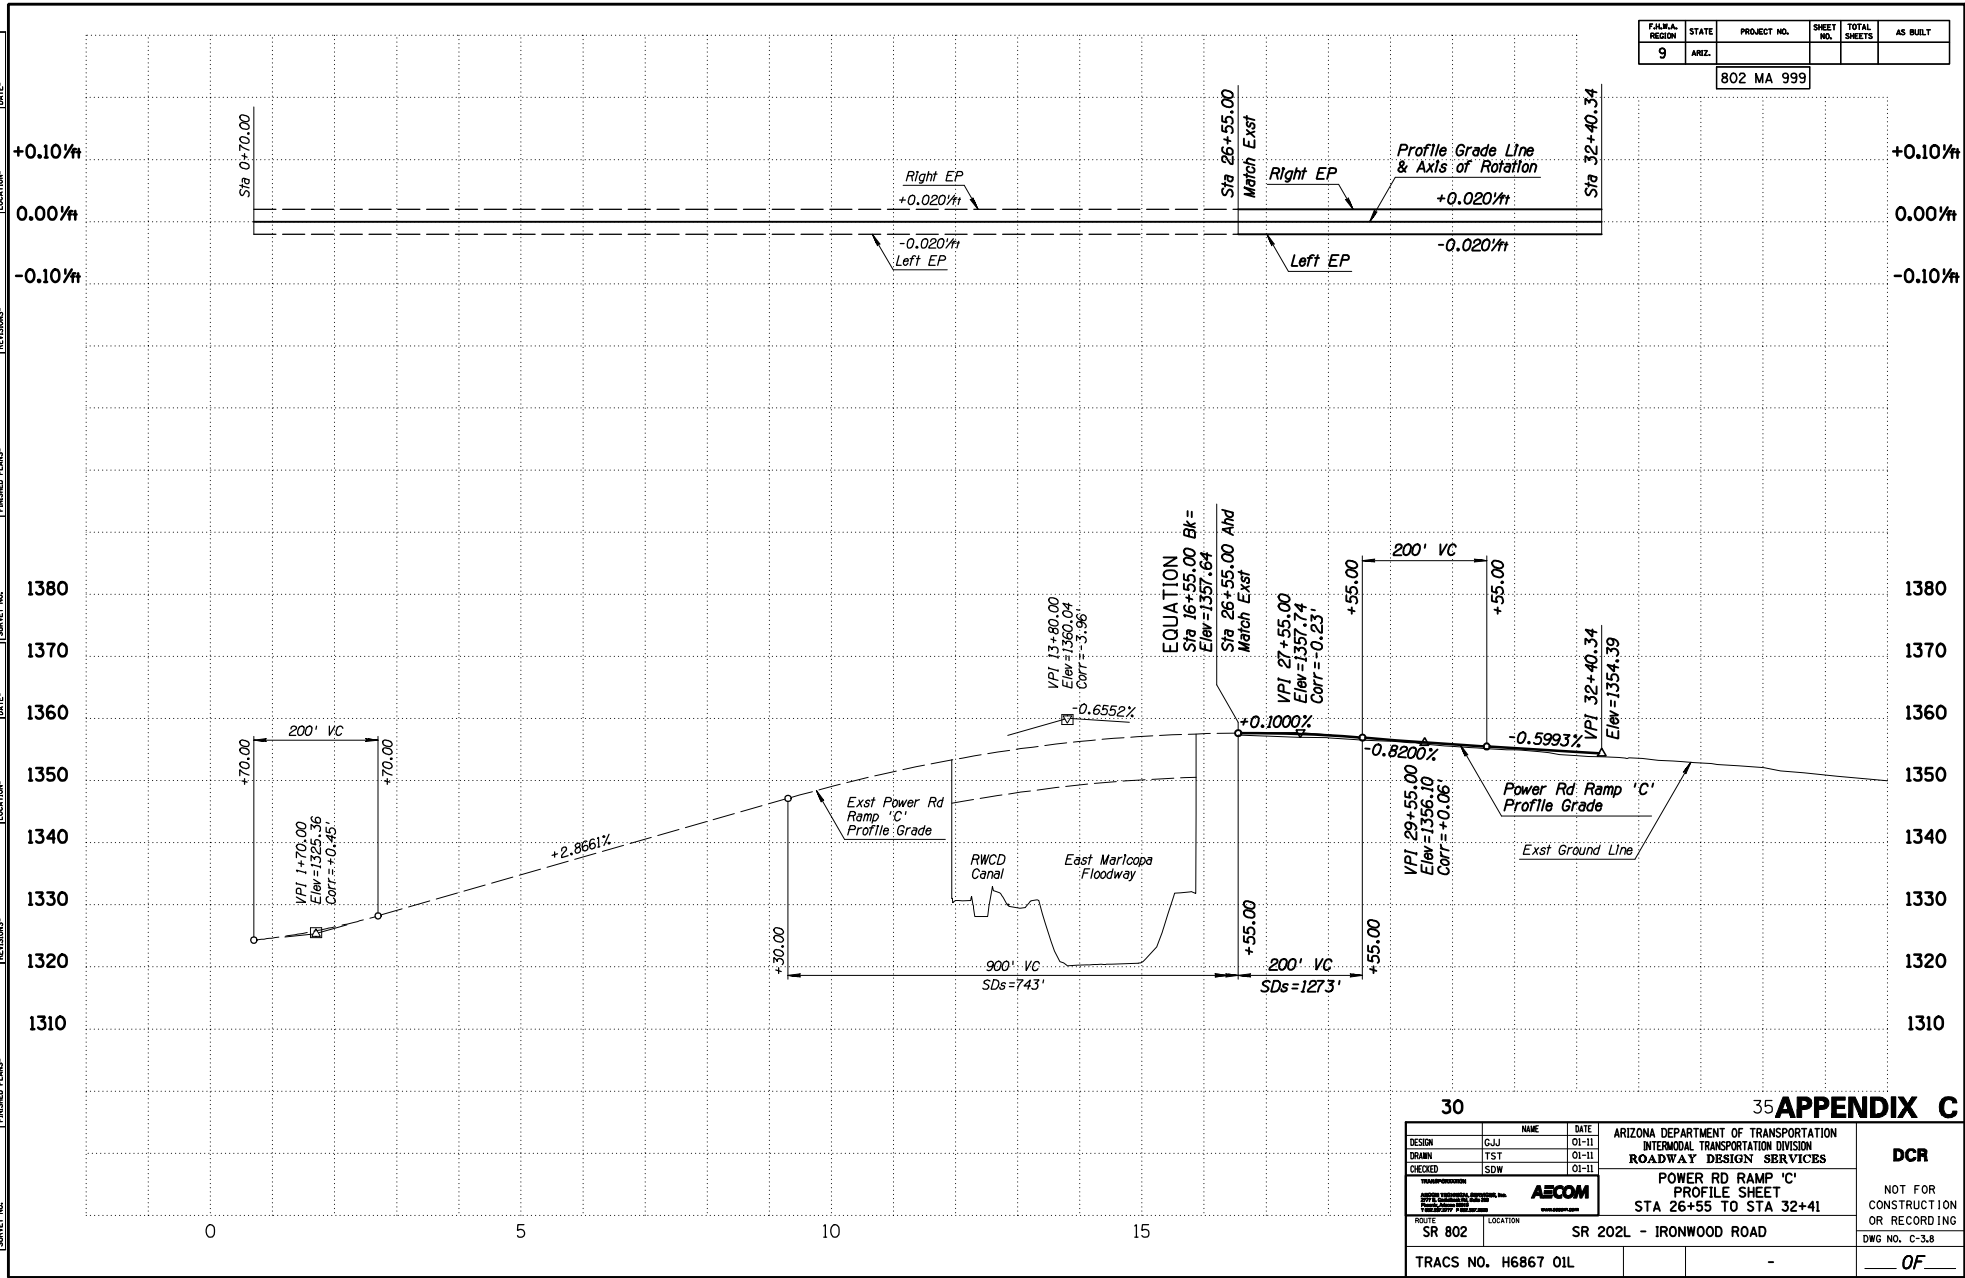 F.H.W.A. REGION
STATE
PROJECT NO.
SHEET NO.
TOTAL SHEETS
AS BUILT
9
ARIZ.
802 MA 999
+0.10'/ft
0.00'/ft
-0.10'/ft
Sta 0+70.00
Right EP
+0.020'/ft
-0.020'/ft
Left EP
Sta 26+55.00
Match Exst
Right EP
Profile Grade Line
& Axis of Rotation
+0.020'/ft
-0.020'/ft
Left EP
Sta 32+40.34
+0.10'/ft
0.00'/ft
-0.10'/ft
1380
1370
1360
1350
1340
1330
1320
1310
+70.00
200' VC
+70.00
VPI 1+70.00
Elev=1325.36
Corr=+0.45'
+2.8661%
+30.00
Exst Power Rd
Ramp 'C'
Profile Grade
RWCD
Canal
East Maricopa
Floodway
900' VC
SDs=743'
VPI 13+80.00
Elev=1360.04
Corr=-3.96'
-0.6552%
EQUATION
Sta 16+55.00 Bk=
Elev=1357.64
Sta 26+55.00 Ahd
Match Exst
+0.1000%
VPI 27+55.00
Elev=1357.74
Corr=-0.23'
+55.00
200' VC
+55.00
-0.8200%
VPI 29+55.00
Elev=1356.10
Corr=+0.06'
-0.5993%
VPI 32+40.34
Elev=1354.39
Power Rd Ramp 'C'
Profile Grade
Exst Ground Line
+55.00
200' VC
SDs=1273'
+55.00
1380
1370
1360
1350
1340
1330
1320
1310
0
5
10
15
30
35
APPENDIX C
NAME
DATE
DESIGN
GJJ
01-11
DRAWN
TST
01-11
CHECKED
SDW
01-11
ARIZONA DEPARTMENT OF TRANSPORTATION
INTERMODAL TRANSPORTATION DIVISION
ROADWAY DESIGN SERVICES
POWER RD RAMP 'C'
PROFILE SHEET
STA 26+55 TO STA 32+41
TRANSPORTATION
AECOM
DCR
NOT FOR
CONSTRUCTION
OR RECORDING
DWG NO. C-3.8
ROUTE
SR 802
LOCATION
SR 202L - IRONWOOD ROAD
TRACS NO. H6867 01L
-
OF